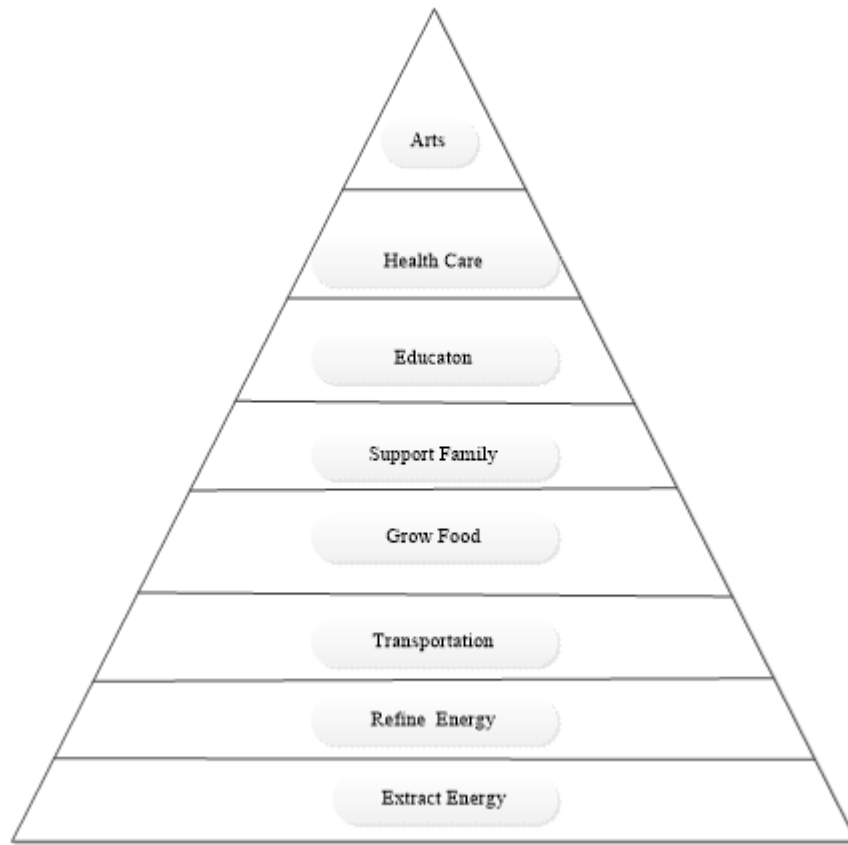 Arts
Health Care
Educaton
Support Family
Grow Food
Transportation
Refine Energy
Extract Energy